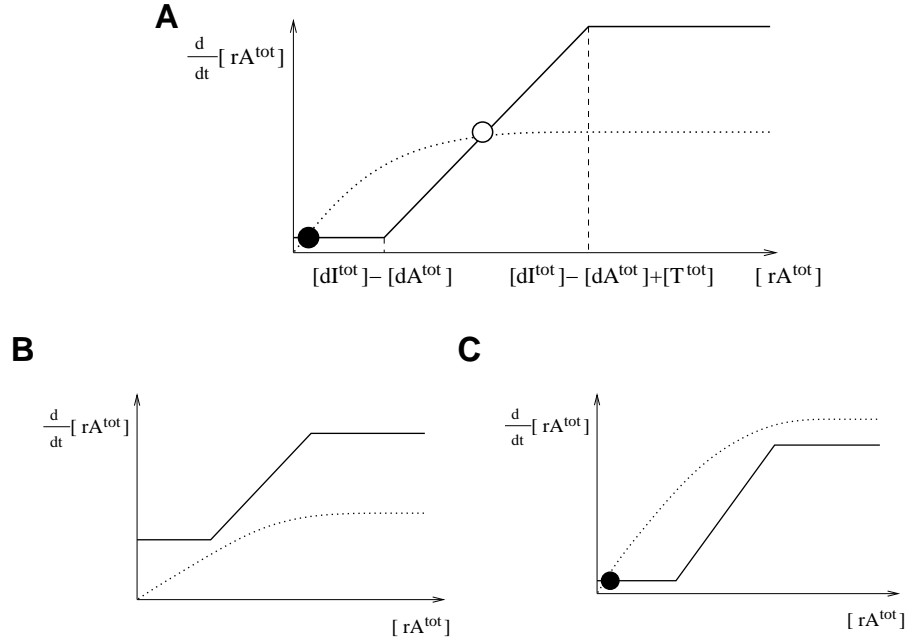 A
d
dt
[ rA^tot]
[dI^tot]− [dA^tot]
[dI^tot]− [dA^tot]+[T^tot]
[ rA^tot]
B
d
dt
[ rA^tot]
[ rA^tot]
C
d
dt
[ rA^tot]
[ rA^tot]